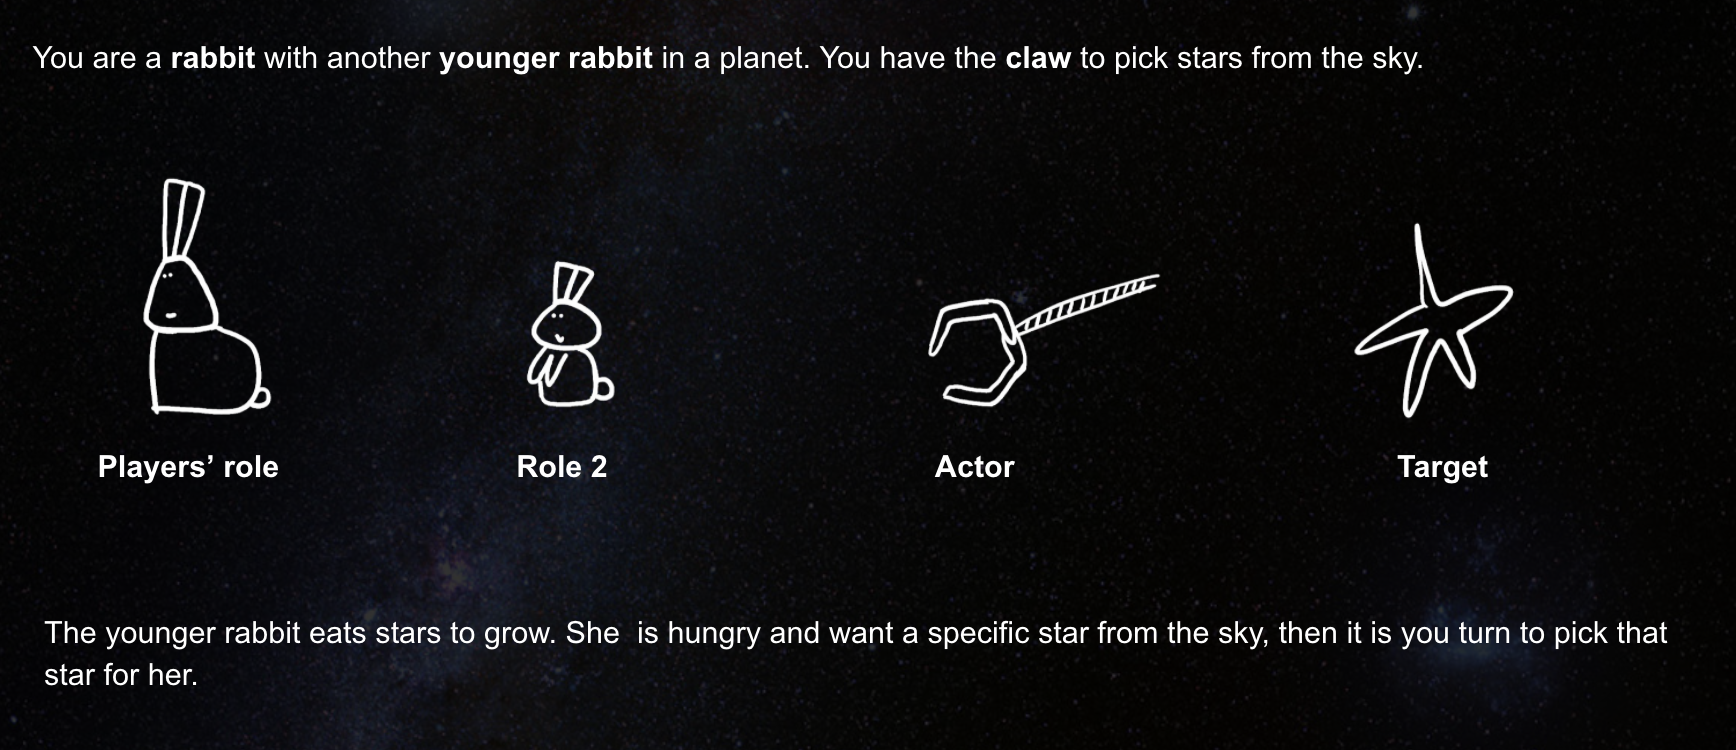 You are a rabbit with another younger rabbit in a planet. You have the claw to pick stars from the sky.
Players’ role
Role 2
Actor
Target
The younger rabbit eats stars to grow. She  is hungry and want a specific star from the sky, then it is you turn to pick that
star for her.